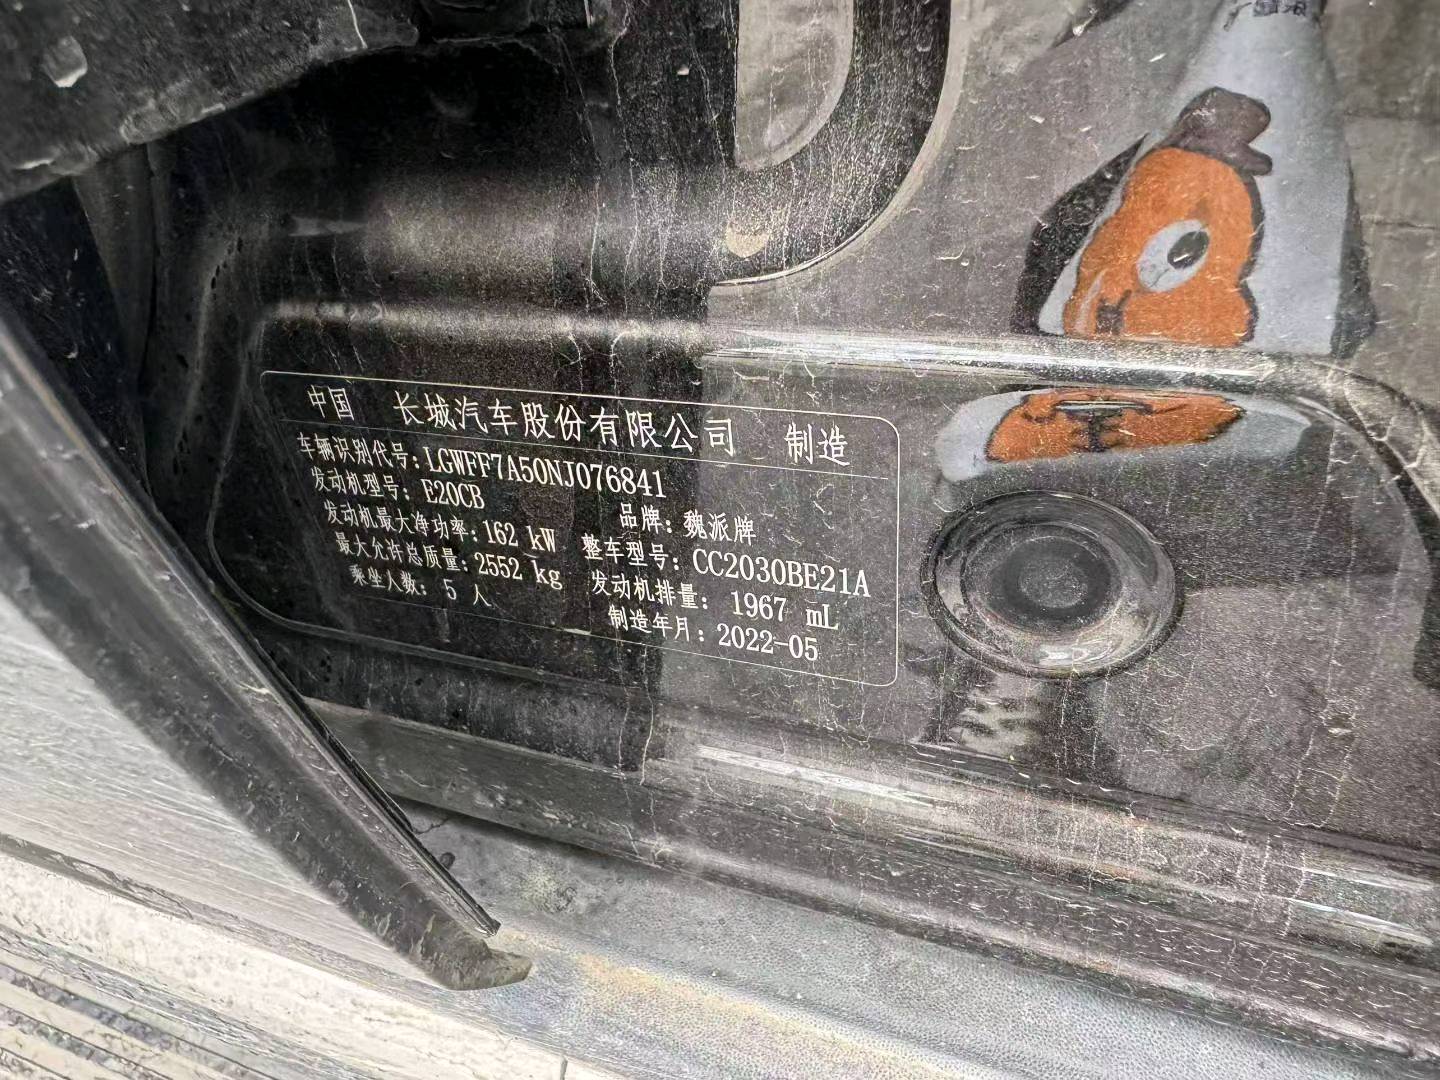 中国 长城汽车股份有限公司 制造
车辆识别代号：LGWFF7A50NJ076841
发动机型号：E20CB 品牌：魏派牌
发动机最大净功率：162 kW 整车型号：CC2030BE21A
最大允许总质量：2552 kg 发动机排量：1967 mL
乘坐人数：5 人 制造年月：2022-05